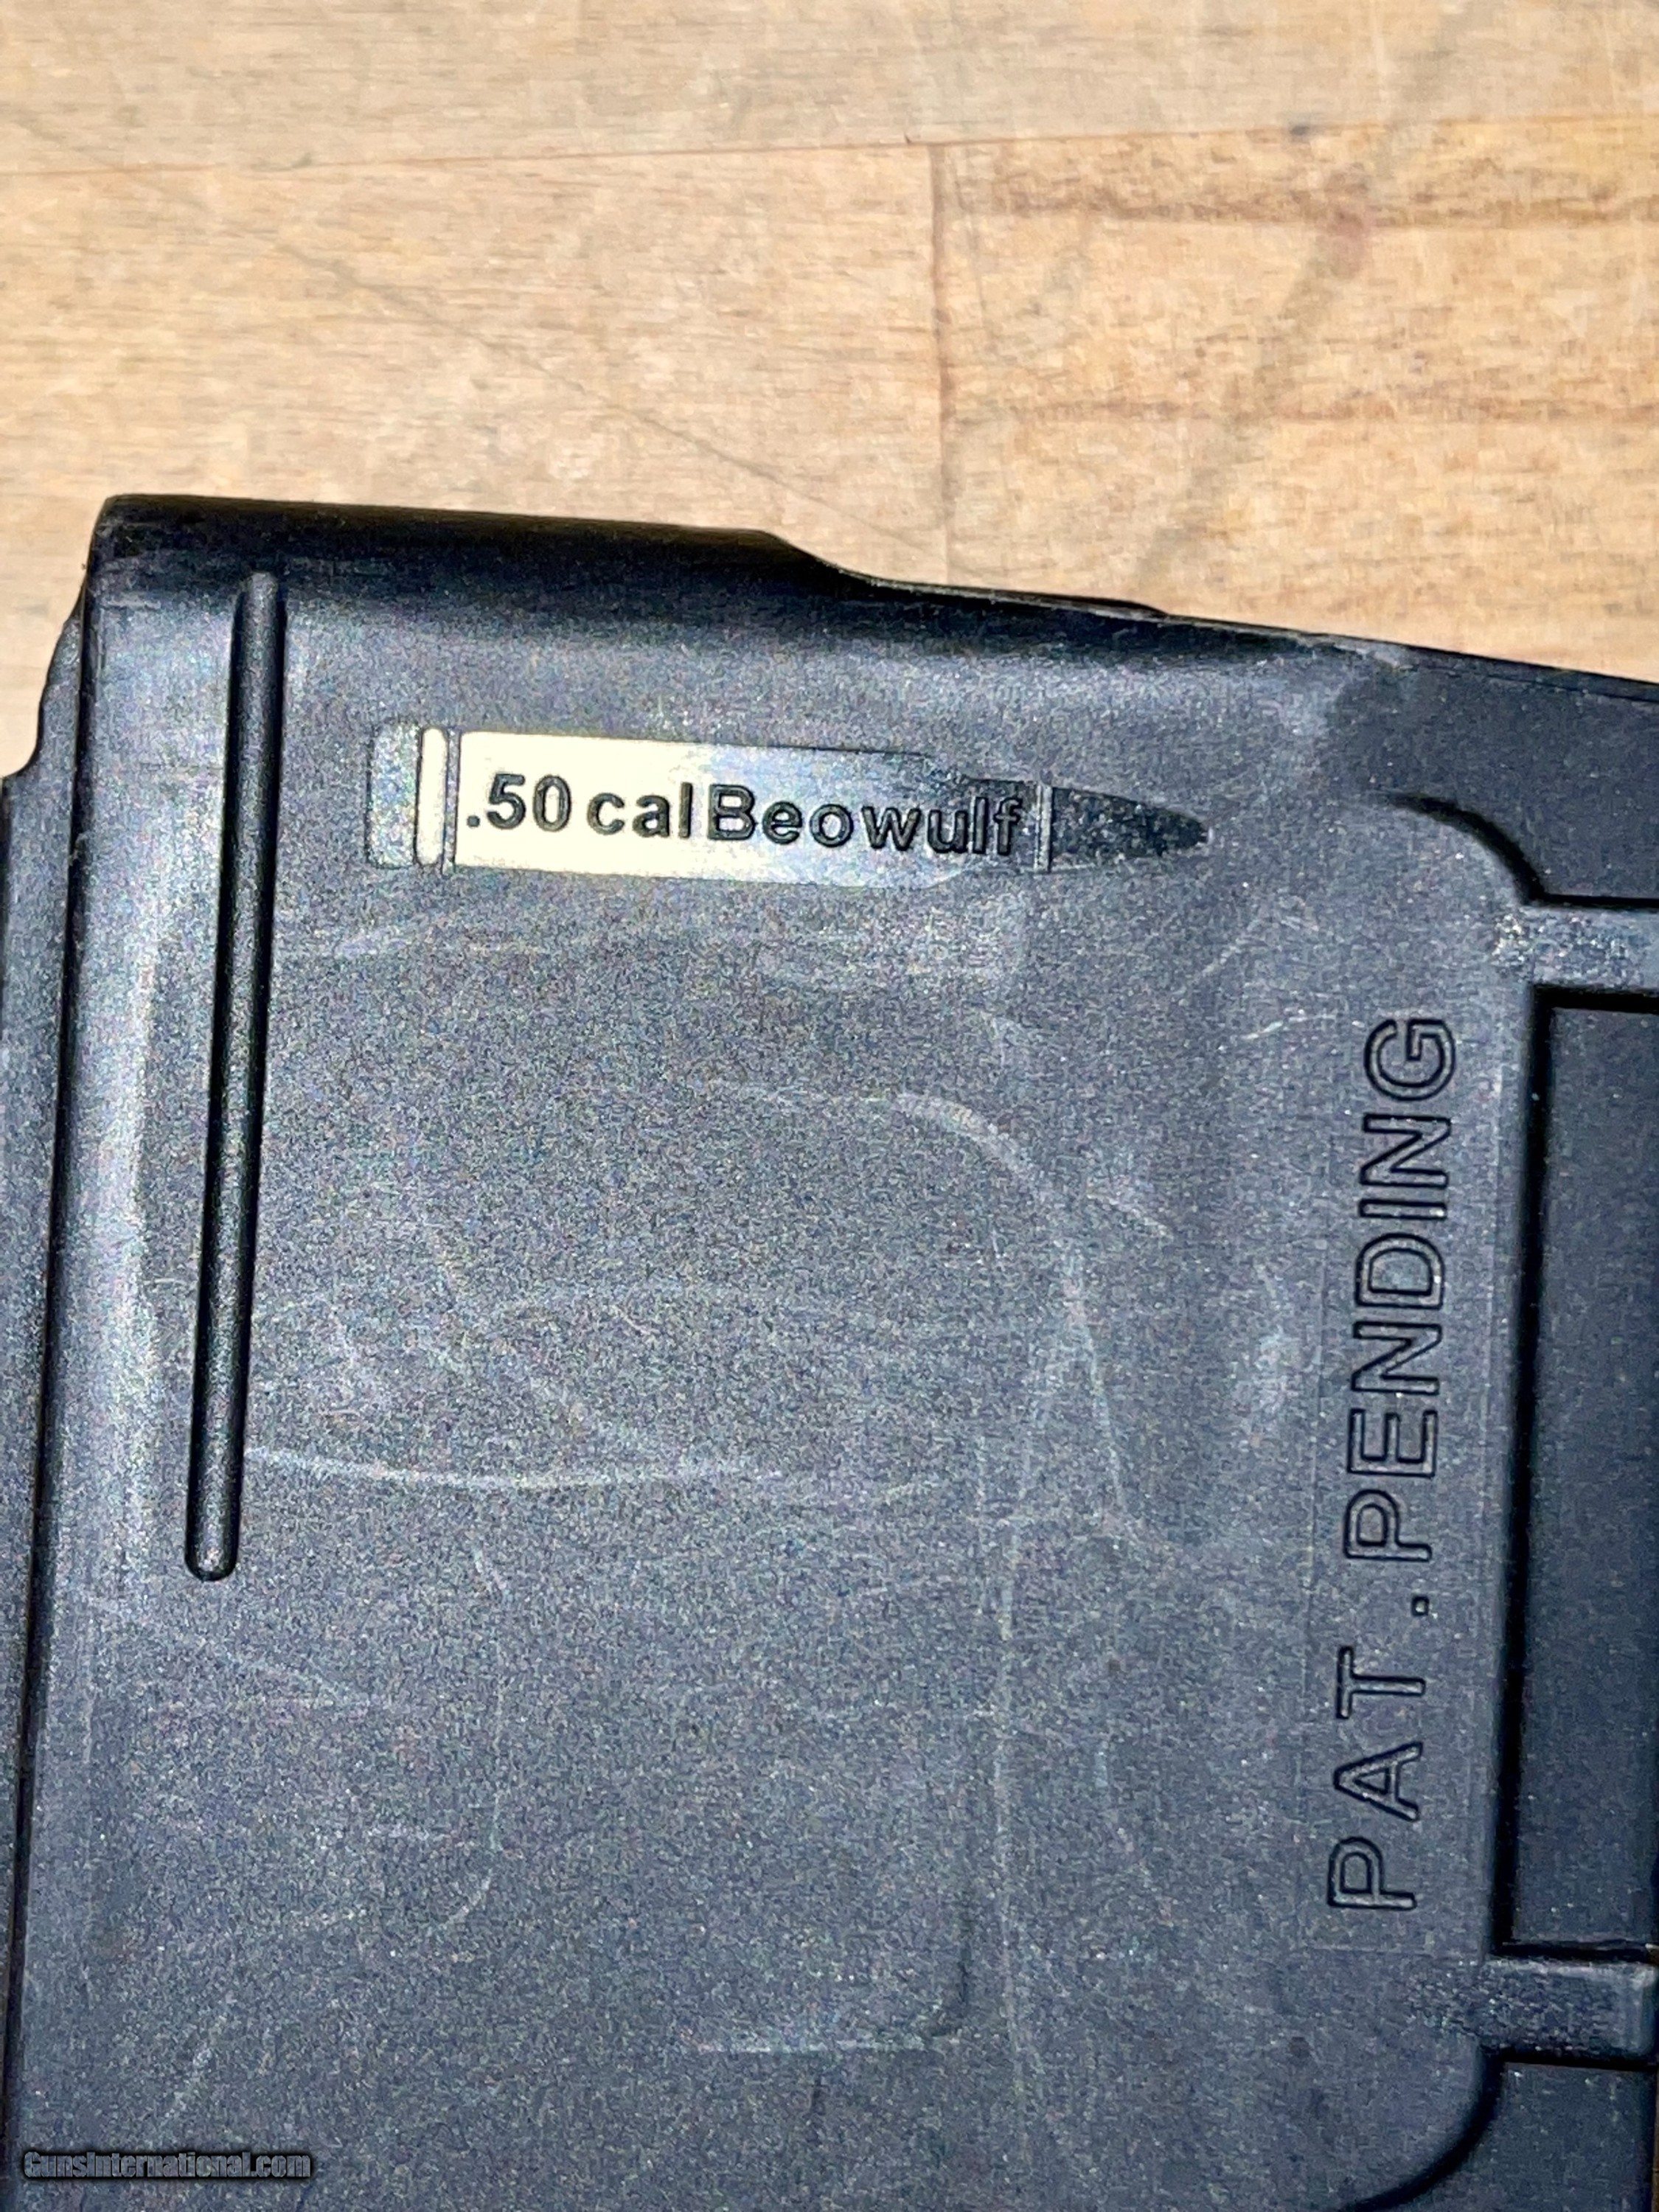 .50 cal Beowulf
PAT.PENDING
GunsInternational.com